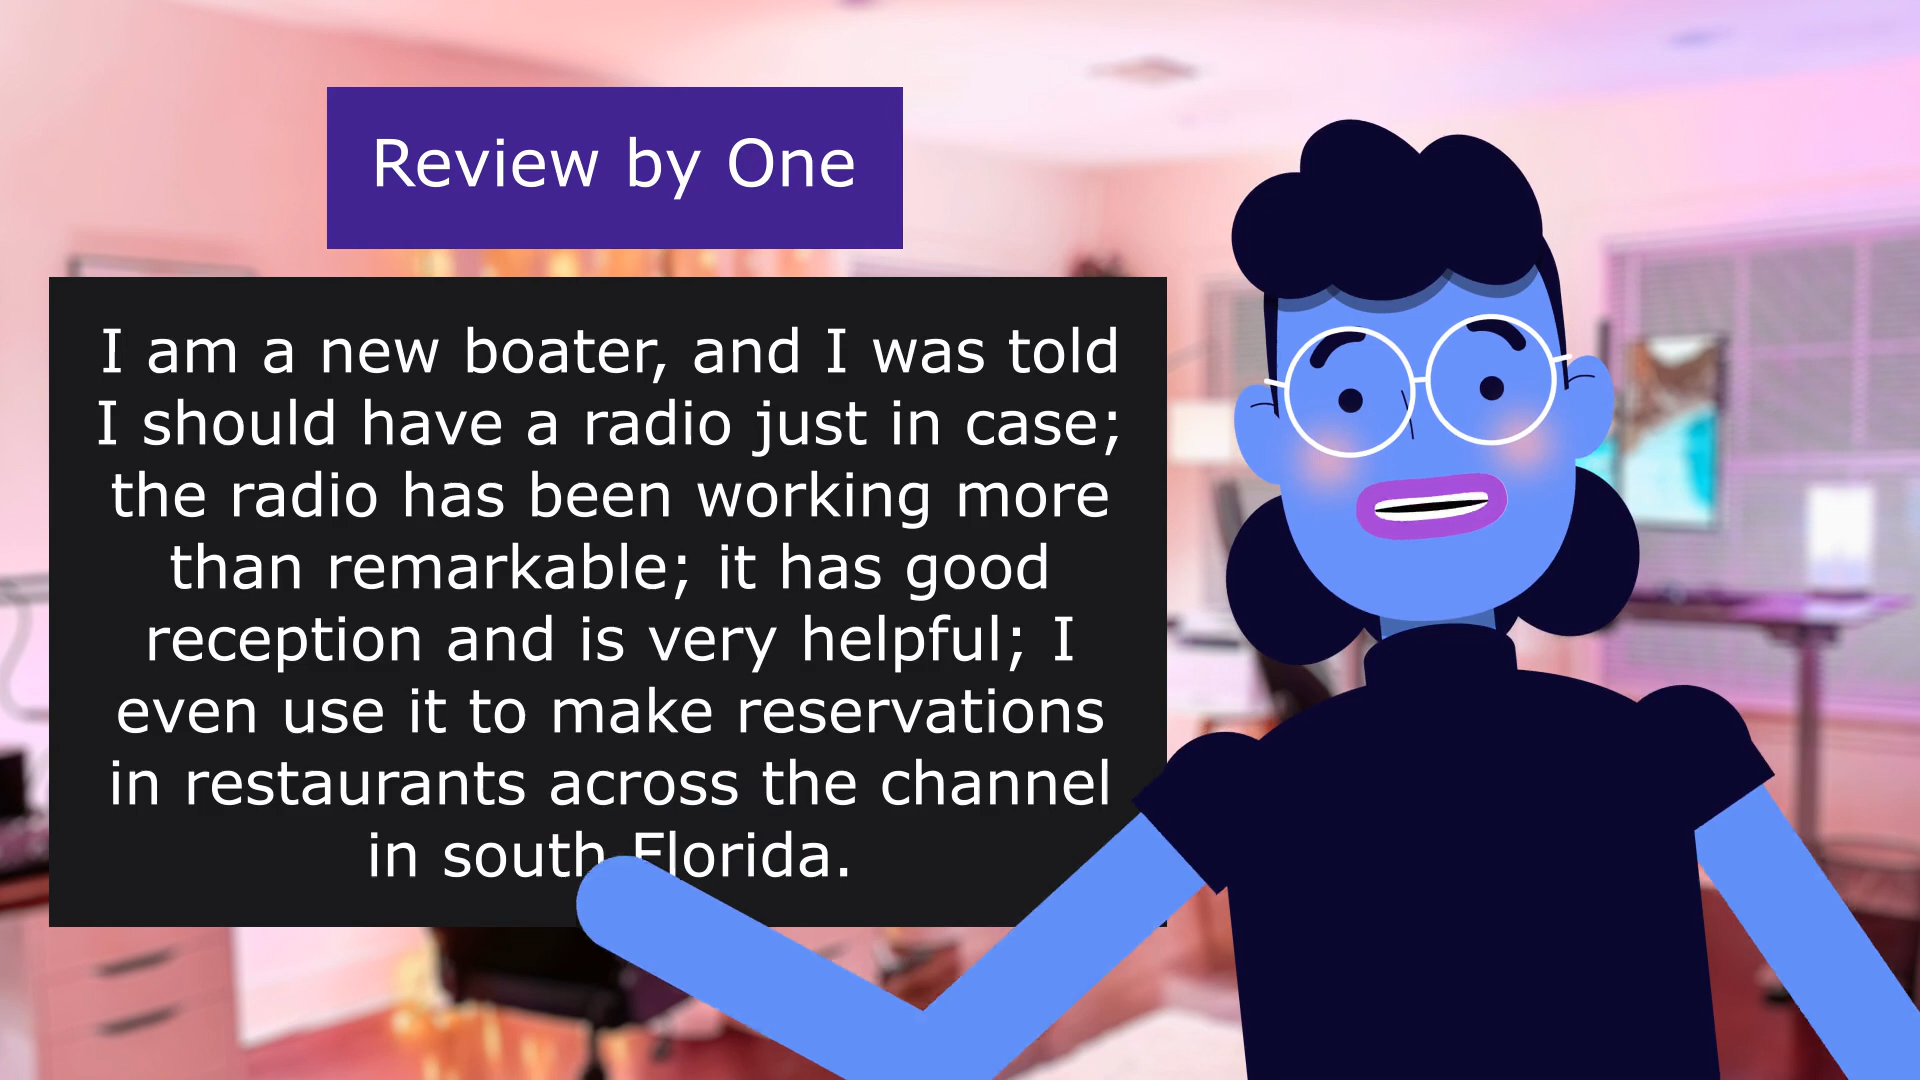 Review by One
I am a new boater, and I was told
I should have a radio just in case;
the radio has been working more
than remarkable; it has good
reception and is very helpful; I
even use it to make reservations
in restaurants across the channel
in south Florida.